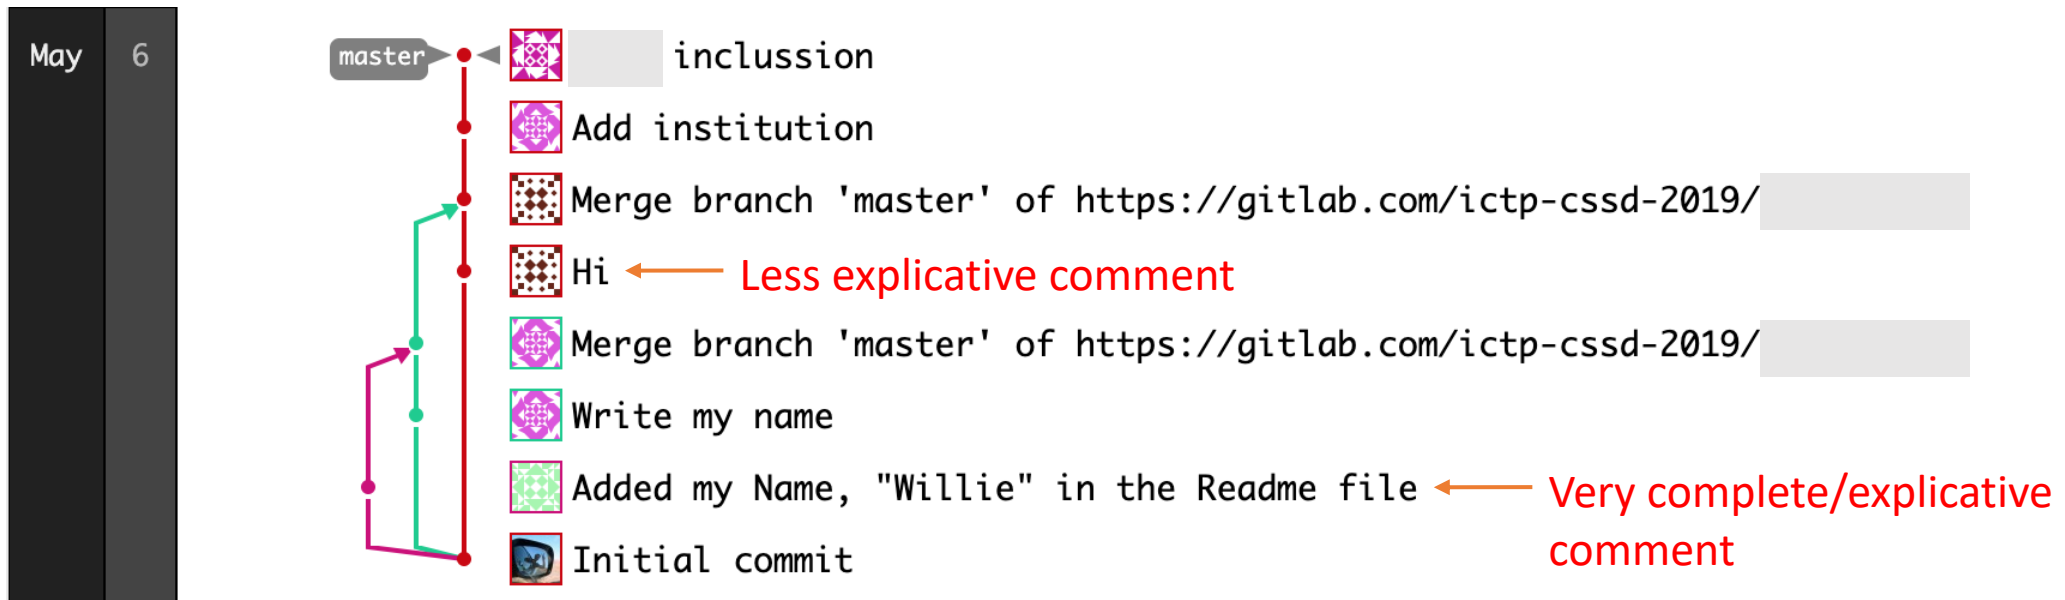 May 6 master inclussion
Add institution
Merge branch 'master' of https://gitlab.com/ictp-cssd-2019/
Hi Less explicative comment
Merge branch 'master' of https://gitlab.com/ictp-cssd-2019/
Write my name
Added my Name, "Willie" in the Readme file Very complete/explicative
comment
Initial commit